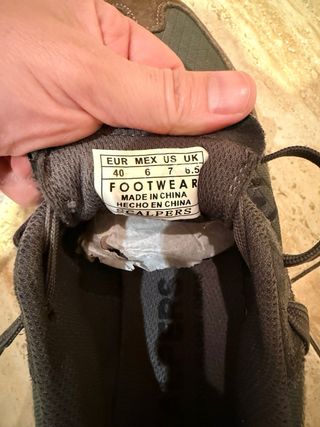 EUR MEX US UK
40 6 7 6.5
FOOTWEAR
MADE IN CHINA
HECHO EN CHINA
SCALPERS